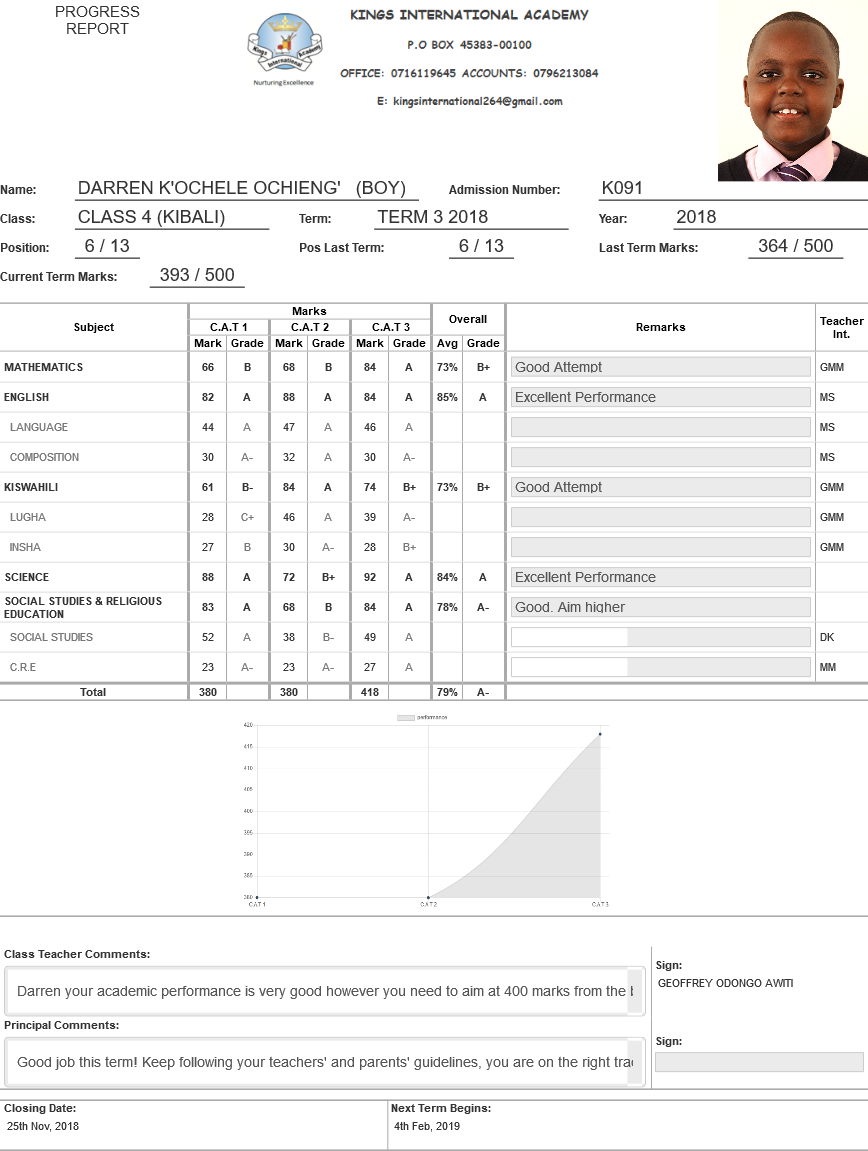 PROGRESS
REPORT
KINGS INTERNATIONAL ACADEMY
P.O BOX 45383-00100
OFFICE: 0716119645 ACCOUNTS: 0796213084
E: kingsinternational264@gmail.com
Kings International Academy
Nurturing Excellence
Name: DARREN K'OCHELE OCHIENG' (BOY) Admission Number: K091
Class: CLASS 4 (KIBALI) Term: TERM 3 2018 Year: 2018
Position: 6 / 13 Pos Last Term: 6 / 13 Last Term Marks: 364 / 500
Current Term Marks: 393 / 500
Subject Marks Overall Remarks Teacher Int.
C.A.T 1 C.A.T 2 C.A.T 3
Mark Grade Mark Grade Mark Grade Avg Grade
MATHEMATICS 66 B 68 B 84 A 73% B+ Good Attempt GMM
ENGLISH 82 A 88 A 84 A 85% A Excellent Performance MS
LANGUAGE 44 A 47 A 46 A MS
COMPOSITION 30 A- 32 A 30 A- MS
KISWAHILI 61 B- 84 A 74 B+ 73% B+ Good Attempt GMM
LUGHA 28 C+ 46 A 39 A- GMM
INSHA 27 B 30 A- 28 B+ GMM
SCIENCE 88 A 72 B+ 92 A 84% A Excellent Performance
SOCIAL STUDIES & RELIGIOUS EDUCATION 83 A 68 B 84 A 78% A- Good. Aim higher
SOCIAL STUDIES 52 A 38 B- 49 A DK
C.R.E 23 A- 23 A- 27 A MM
Total 380 380 418 79% A-
performance
420
415
410
405
400
395
390
385
380
CAT1 CAT2 CAT3
Class Teacher Comments:
Darren your academic performance is very good however you need to aim at 400 marks from the
Sign:
GEOFFREY ODONGO AWITI
Principal Comments:
Good job this term! Keep following your teachers' and parents' guidelines, you are on the right
Sign:
Closing Date: Next Term Begins:
25th Nov, 2018 4th Feb, 2019